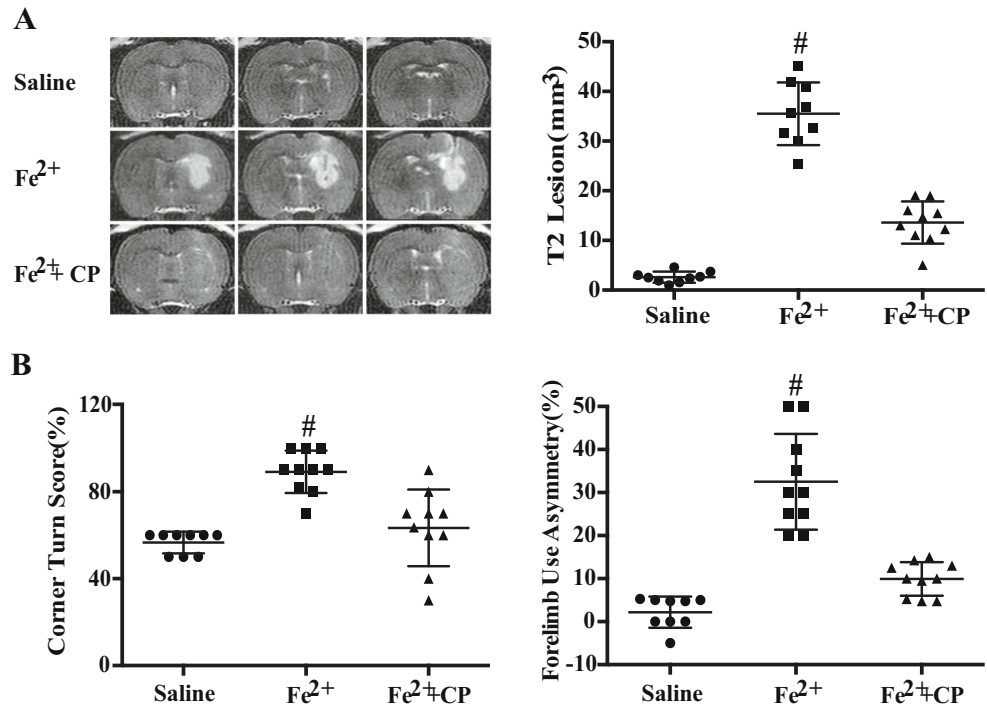 A
Saline
Fe2+
Fe2++ CP
T2 Lesion(mm3)
50
40
30
20
10
0
#
Saline
Fe2+
Fe2++CP
B
Corner Turn Score(%)
120
80
40
0
#
Saline
Fe2+
Fe2++CP
Forelimb Use Asymmetry(%)
50
40
30
20
10
0
-10
#
Saline
Fe2+
Fe2++CP